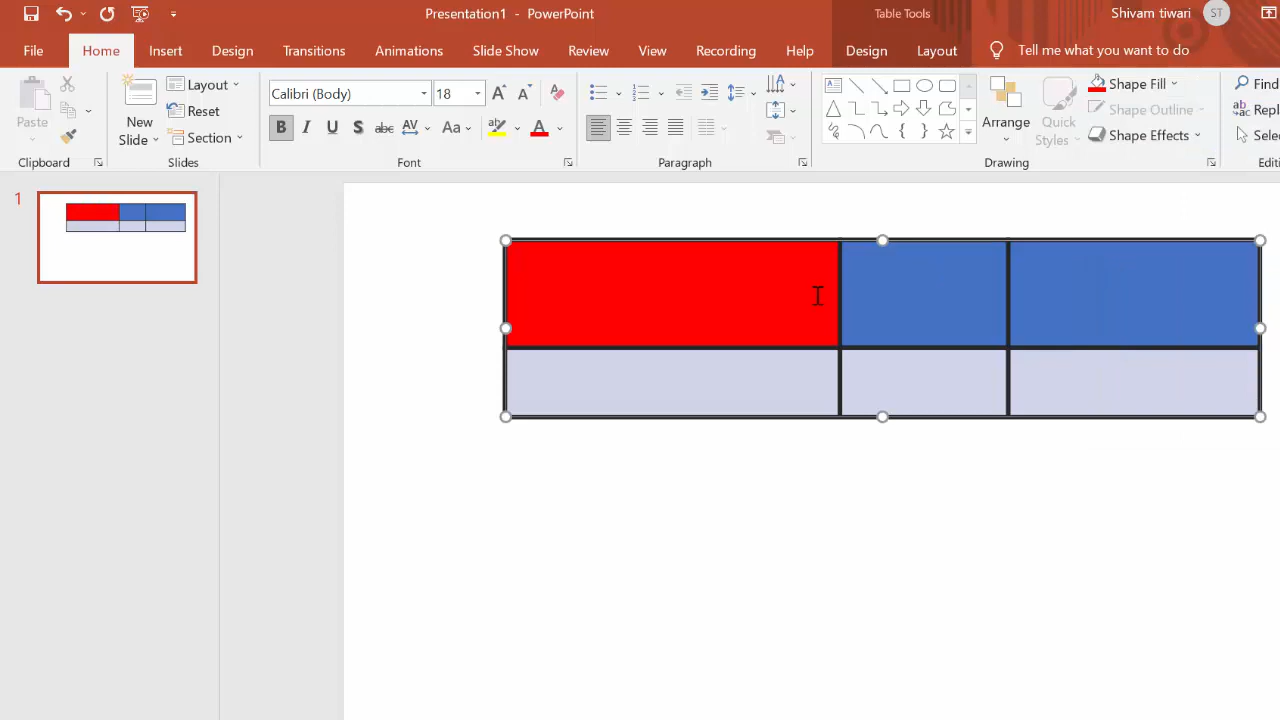 Presentation1 - PowerPoint
Table Tools
Shivam tiwari ST
File Home Insert Design Transitions Animations Slide Show Review View Recording Help Design Layout Tell me what you want to do
Paste
New
Slide
Layout
Reset
Section
Calibri (Body) 18
B I U S abc AV Aa A
Shape Fill
Shape Outline
Shape Effects
Arrange
Quick
Styles
Find
Repl
Selec
Clipboard Slides Font Paragraph Drawing Editi
1